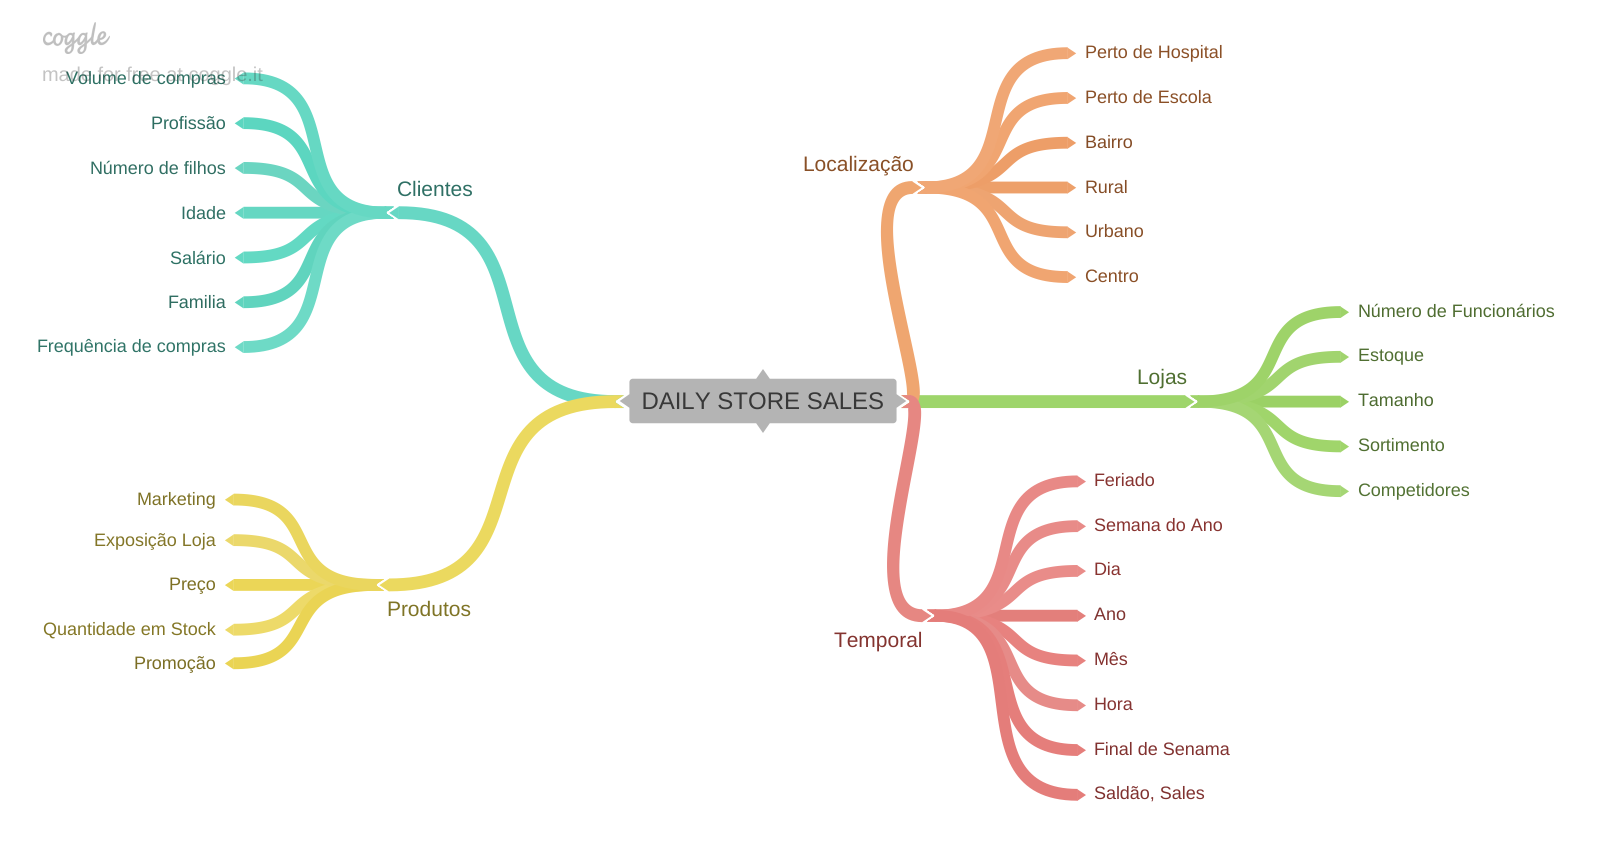 coggle
made for free at coggle.it
Volume de compras
Profissão
Número de filhos
Idade
Salário
Familia
Frequência de compras
Clientes
Marketing
Exposição Loja
Preço
Quantidade em Stock
Promoção
Produtos
DAILY STORE SALES
Localização
Perto de Hospital
Perto de Escola
Bairro
Rural
Urbano
Centro
Lojas
Número de Funcionários
Estoque
Tamanho
Sortimento
Competidores
Temporal
Feriado
Semana do Ano
Dia
Ano
Mês
Hora
Final de Senama
Saldão, Sales